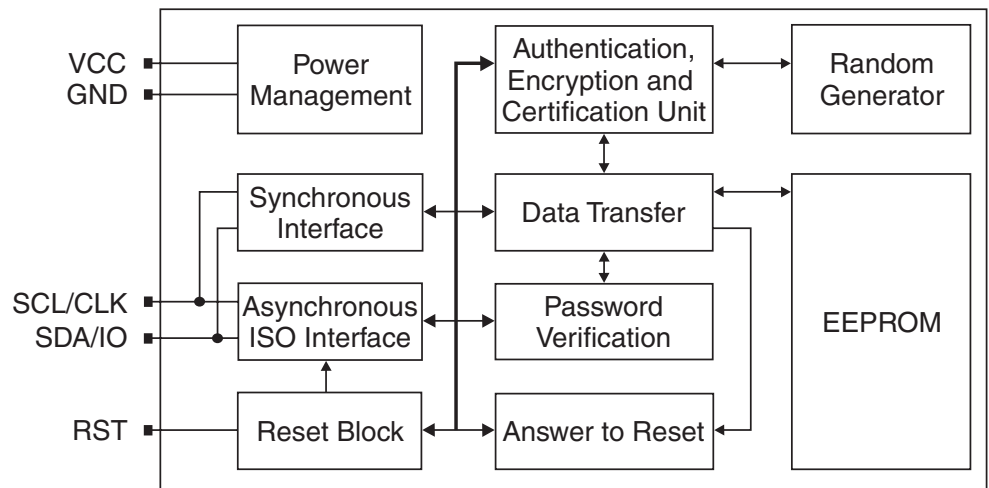 VCC
GND
Power
Management
Authentication,
Encryption and
Certification Unit
Random
Generator
Synchronous
Interface
Data Transfer
SCL/CLK
SDA/IO
Asynchronous
ISO Interface
Password
Verification
EEPROM
RST
Reset Block
Answer to Reset